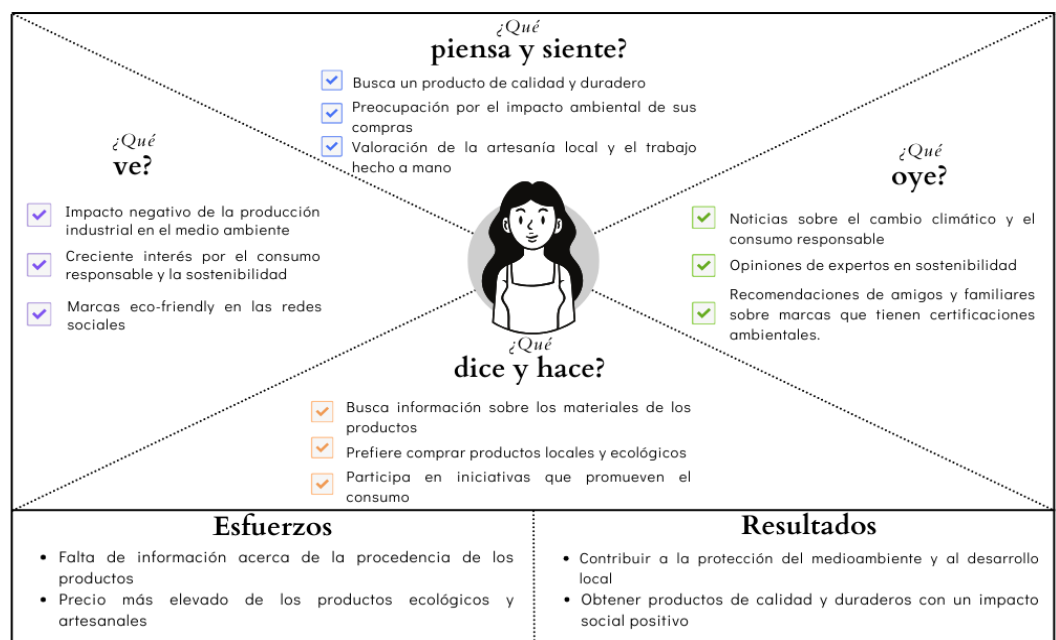 ¿Qué
piensa y siente?
Busca un producto de calidad y duradero
Preocupación por el impacto ambiental de sus
compras
Valoración de la artesanía local y el trabajo
hecho a mano
¿Qué
ve?
Impacto negativo de la producción
industrial en el medio ambiente
Creciente interés por el consumo
responsable y la sostenibilidad
Marcas eco-friendly en las redes
sociales
¿Qué
oye?
Noticias sobre el cambio climático y el
consumo responsable
Opiniones de expertos en sostenibilidad
Recomendaciones de amigos y familiares
sobre marcas que tienen certificaciones
ambientales.
¿Qué
dice y hace?
Busca información sobre los materiales de los
productos
Prefiere comprar productos locales y ecológicos
Participa en iniciativas que promueven el
consumo
Esfuerzos
• Falta de información acerca de la procedencia de los
productos
• Precio más elevado de los productos ecológicos y
artesanales
Resultados
• Contribuir a la protección del medioambiente y al desarrollo
local
• Obtener productos de calidad y duraderos con un impacto
social positivo